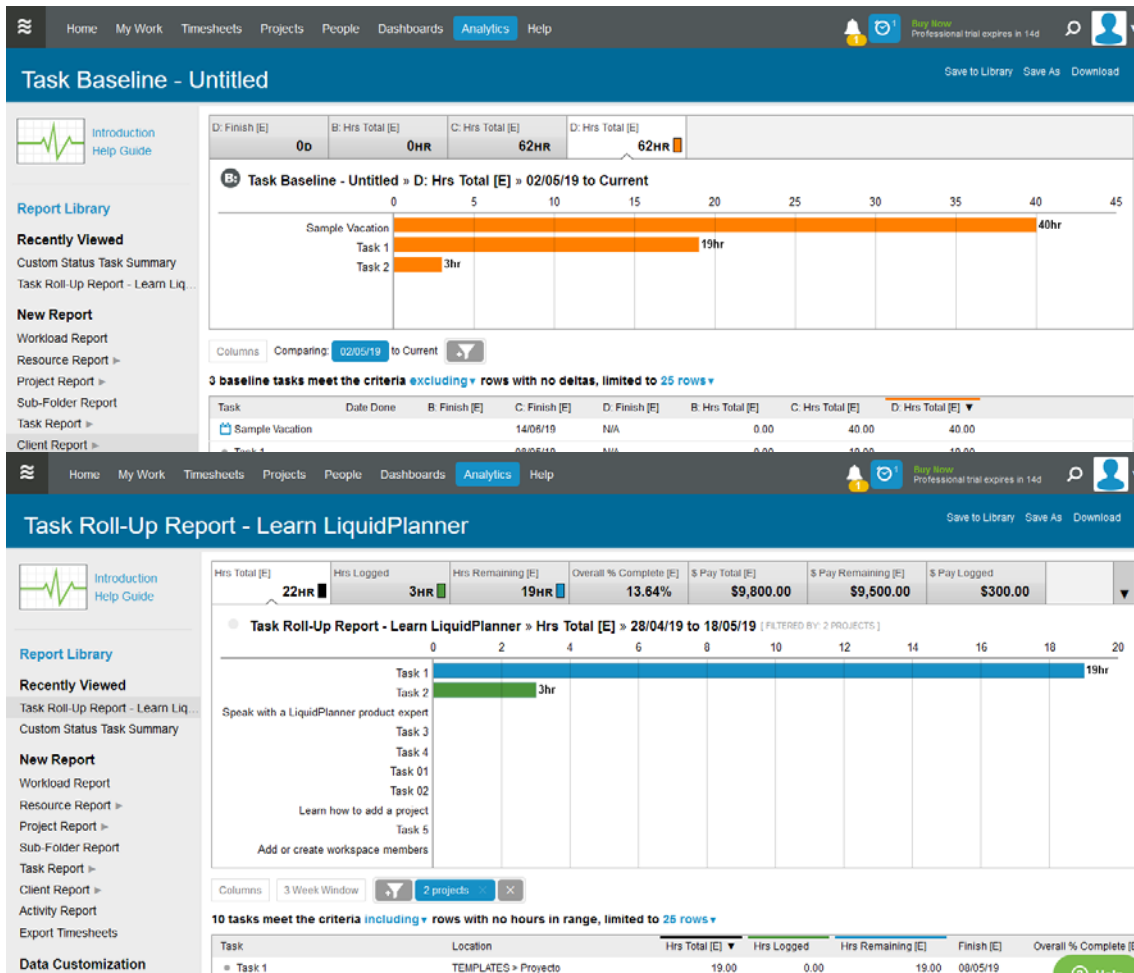 Home My Work Timesheets Projects People Dashboards Analytics Help 1 1 Buy Now
Professional trial expires in 14d
Task Baseline - Untitled
Save to Library Save As Download
Introduction
Help Guide
Report Library
Recently Viewed
Custom Status Task Summary
Task Roll-Up Report - Learn Liq...
New Report
Workload Report
Resource Report
Project Report
Sub-Folder Report
Task Report
Client Report
D: Finish [E] B: Hrs Total [E] C: Hrs Total [E] D: Hrs Total [E]
0D 0HR 62HR 62HR
B: Task Baseline - Untitled » D: Hrs Total [E] » 02/05/19 to Current
0 5 10 15 20 25 30 35 40 45
Sample Vacation 40hr
Task 1 19hr
Task 2 3hr
Columns Comparing: 02/05/19 to Current
3 baseline tasks meet the criteria excluding rows with no deltas, limited to 25 rows
Task Date Done B: Finish [E] C: Finish [E] D: Finish [E] B: Hrs Total [E] C: Hrs Total [E] D: Hrs Total [E]
Sample Vacation 14/06/19 N/A 0.00 40.00 40.00
Task 1 08/05/19 N/A 0.00 19.00 19.00
Home My Work Timesheets Projects People Dashboards Analytics Help 1 1 Buy Now
Professional trial expires in 14d
Task Roll-Up Report - Learn LiquidPlanner
Save to Library Save As Download
Introduction
Help Guide
Report Library
Recently Viewed
Task Roll-Up Report - Learn Liq...
Custom Status Task Summary
New Report
Workload Report
Resource Report
Project Report
Sub-Folder Report
Task Report
Client Report
Activity Report
Export Timesheets
Data Customization
Hrs Total [E] Hrs Logged Hrs Remaining [E] Overall % Complete [E] $ Pay Total [E] $ Pay Remaining [E] $ Pay Logged
22HR 3HR 19HR 13.64% $9,800.00 $9,500.00 $300.00
Task Roll-Up Report - Learn LiquidPlanner » Hrs Total [E] » 28/04/19 to 18/05/19 [ FILTERED BY: 2 PROJECTS ]
0 2 4 6 8 10 12 14 16 18 20
Task 1 19hr
Task 2 3hr
Speak with a LiquidPlanner product expert
Task 3
Task 4
Task 01
Task 02
Learn how to add a project
Task 5
Add or create workspace members
Columns 3 Week Window 2 projects
10 tasks meet the criteria including rows with no hours in range, limited to 25 rows
Task Location Hrs Total [E] Hrs Logged Hrs Remaining [E] Finish [E] Overall % Complete [E
Task 1 TEMPLATES > Proyecto 19.00 0.00 19.00 08/05/19